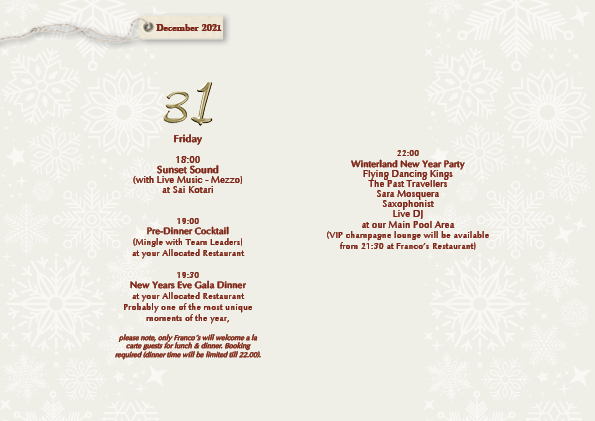 December 2021
31
Friday
18:00
Sunset Sound
(with Live Music - Mezzo)
at Sai Kotari
19:00
Pre-Dinner Cocktail
(Mingle with Team Leaders)
at your Allocated Restaurant
19:30
New Years Eve Gala Dinner
at your Allocated Restaurant
Probably one of the most unique
moments of the year,
please note, only Franco's will welcome a la
carte guests for lunch & dinner. Booking
required (dinner time will be limited till 22.00).
22:00
Winterland New Year Party
Flying Dancing Kings
The Past Travellers
Sara Mosquera
Saxophonist
Live DJ
at our Main Pool Area
(VIP champagne lounge will be available
from 21:30 at Franco's Restaurant)